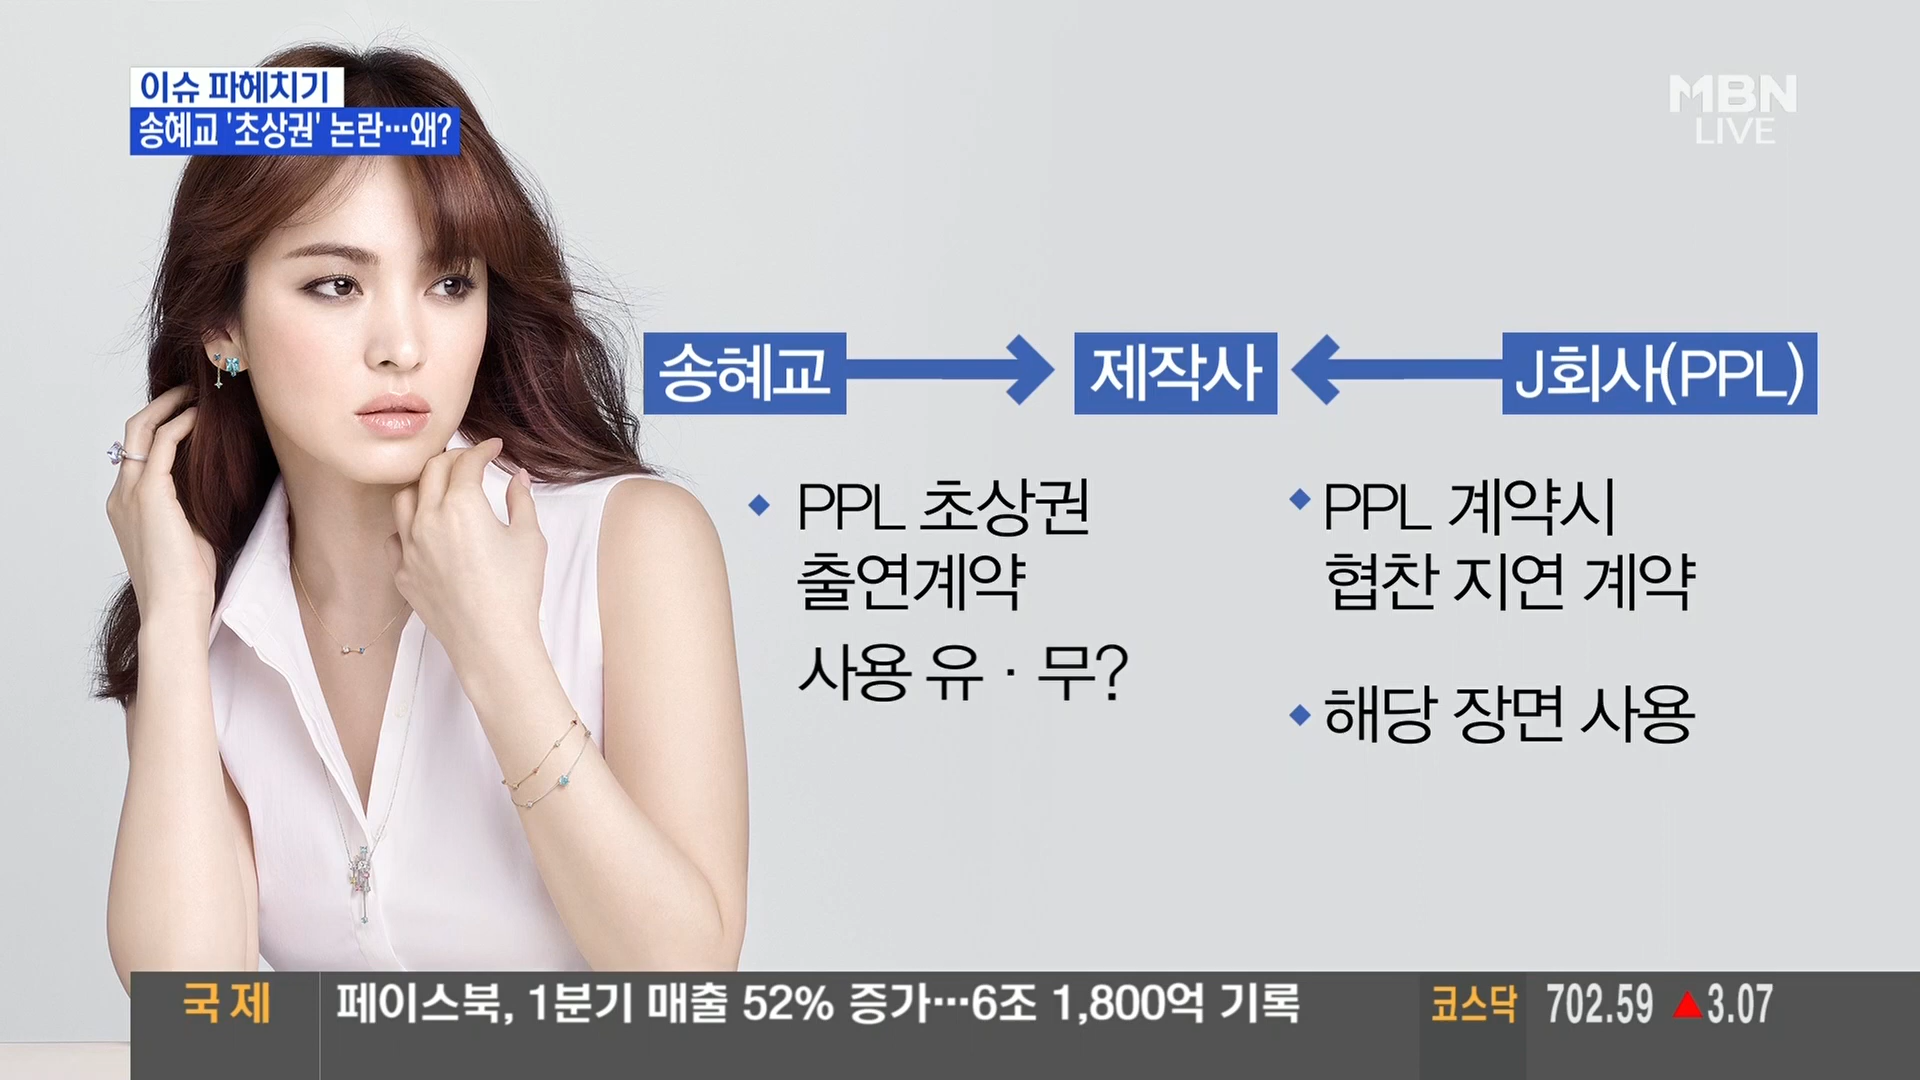 이슈 파헤치기
송혜교 '초상권' 논란…왜?
MBN
LIVE
송혜교
제작사
J회사(PPL)
PPL 초상권
출연계약
사용 유·무?
PPL 계약시
협찬 지연 계약
해당 장면 사용
국제
페이스북, 1분기 매출 52% 증가…6조 1,800억 기록
코스닥 702.59 ▲3.07